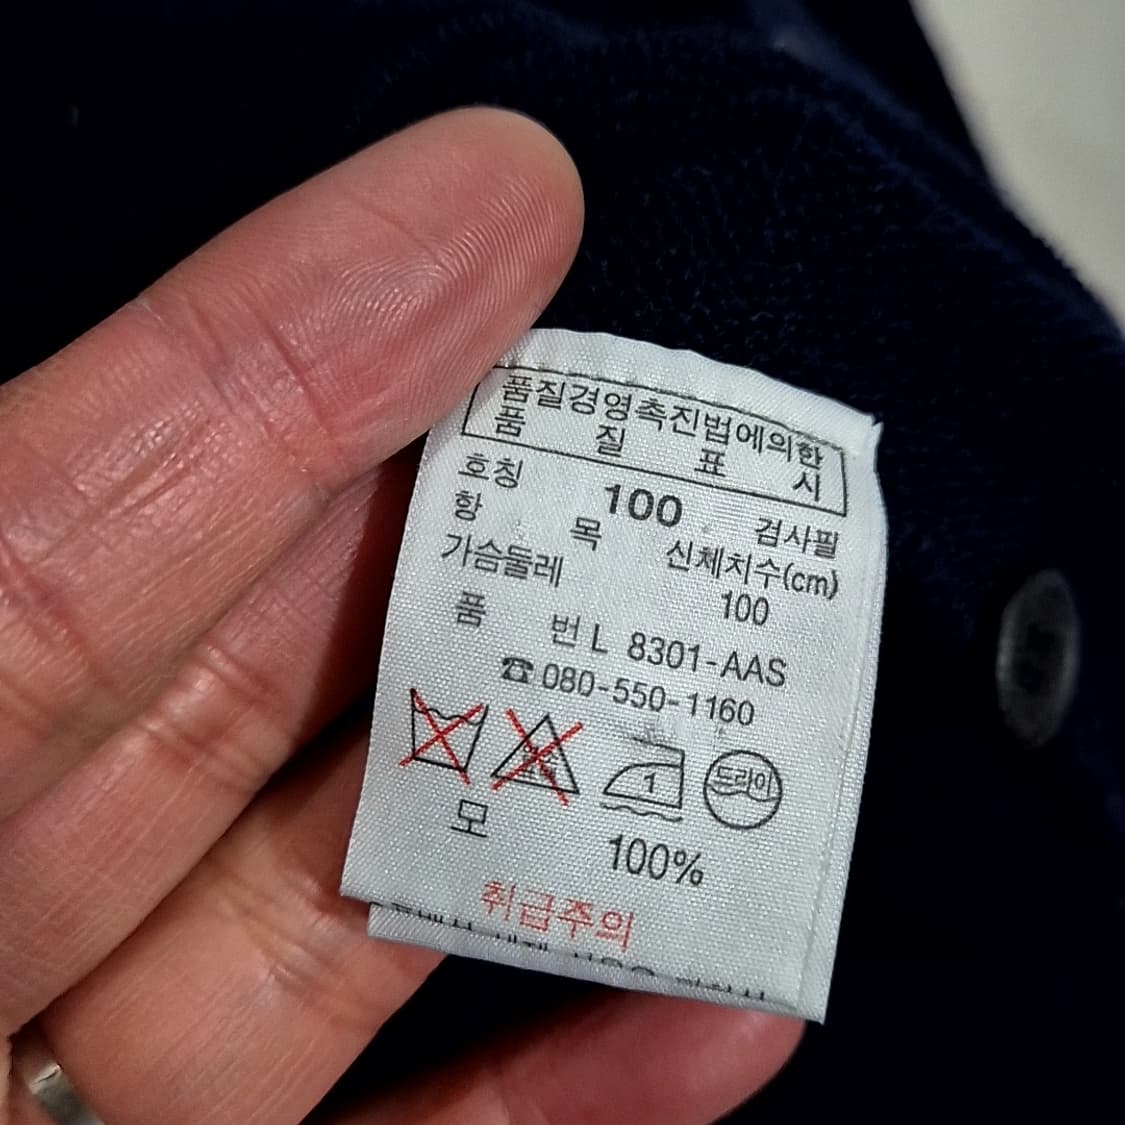 품질경영촉진법에의한
품 질 표 시
호칭 100 검사필
항 목 신체치수(cm)
가슴둘레 100
품 번 L 8301-AAS
☎ 080-550-1160
1 드라이
모 100%
취급주의